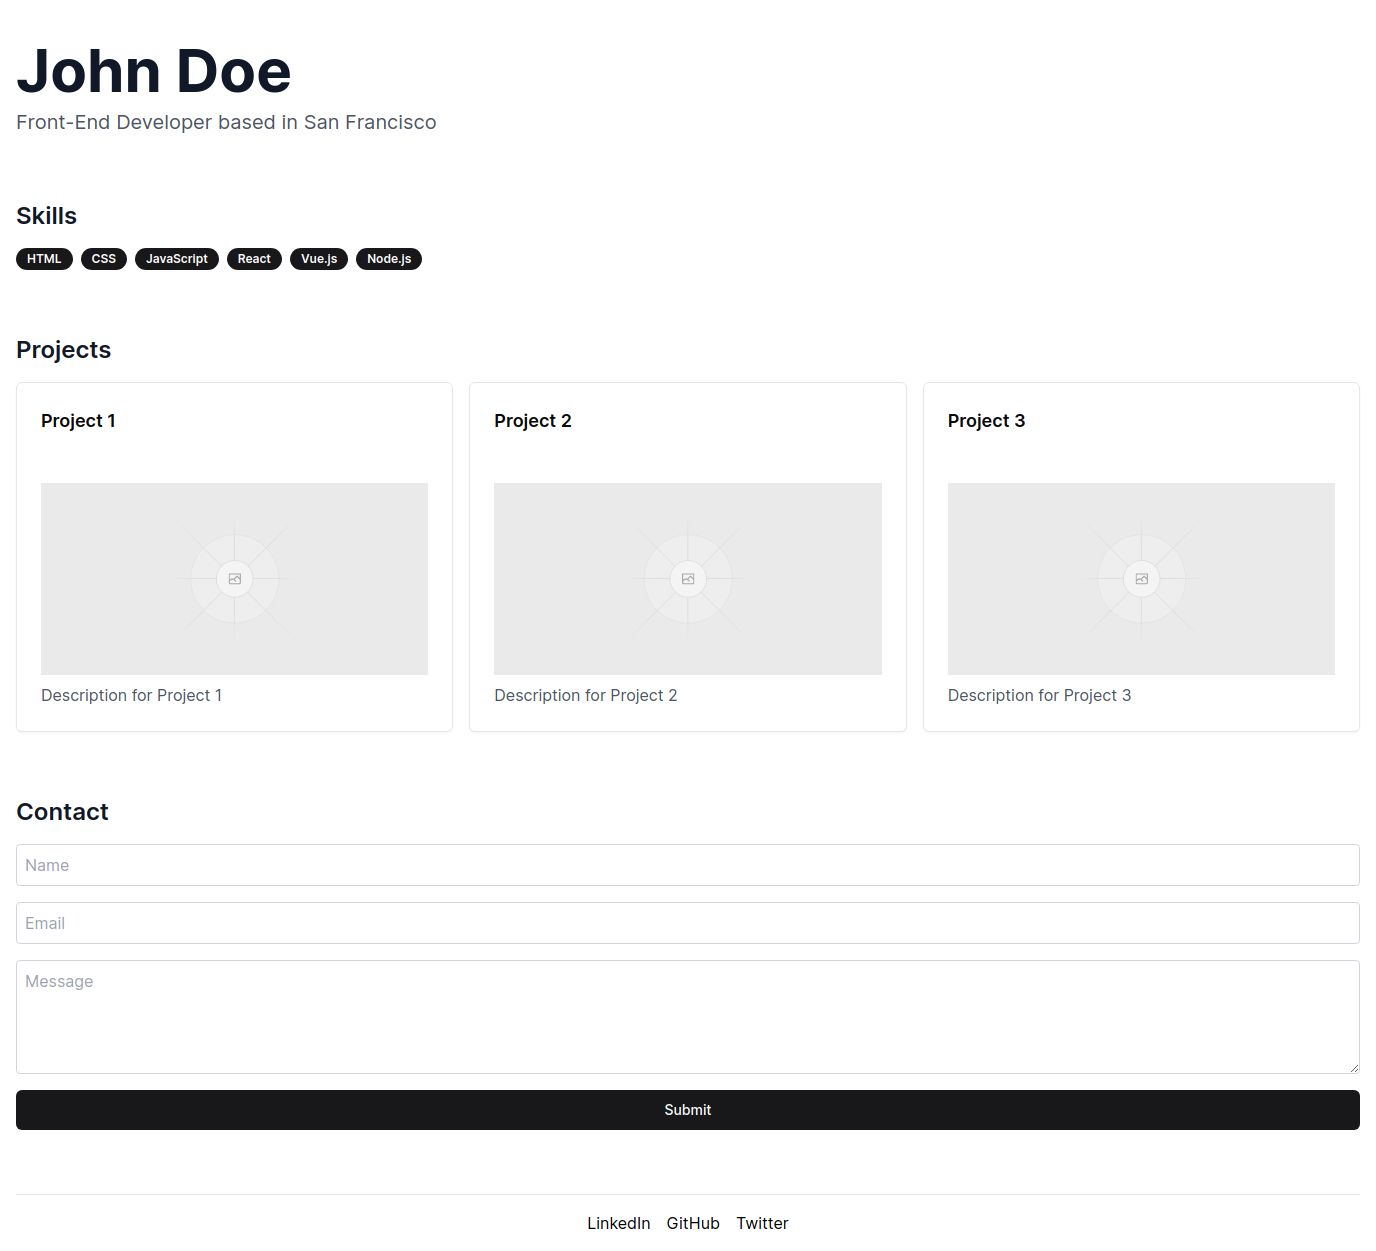 John Doe
Front-End Developer based in San Francisco
Skills
HTML CSS JavaScript React Vue.js Node.js
Projects
Project 1
Description for Project 1
Project 2
Description for Project 2
Project 3
Description for Project 3
Contact
Name
Email
Message
Submit
LinkedIn GitHub Twitter